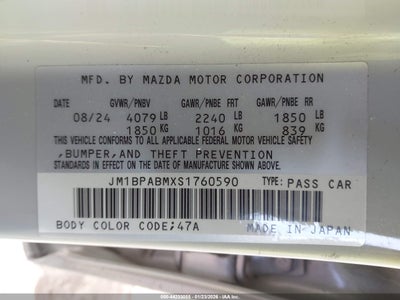 MFD. BY MAZDA MOTOR CORPORATION
DATE GVWR/PNBV GAWR/PNBE FRT GAWR/PNBE RR
08/24 4079 LB 2240 LB 1850 LB
1850 KG 1016 KG 839 KG
THIS VEHICLE CONFORMS TO ALL APPLICABLE FEDERAL MOTOR VEHICLE SAFETY
,BUMPER,AND THEFT PREVENTION
STANDARDS IN EFFECT ON THE DATE OF MANUFACTURE SHOWN ABOVE.
JM1BPABMXS1760590 TYPE: PASS CAR
BODY COLOR CODE;47A
MADE IN JAPAN